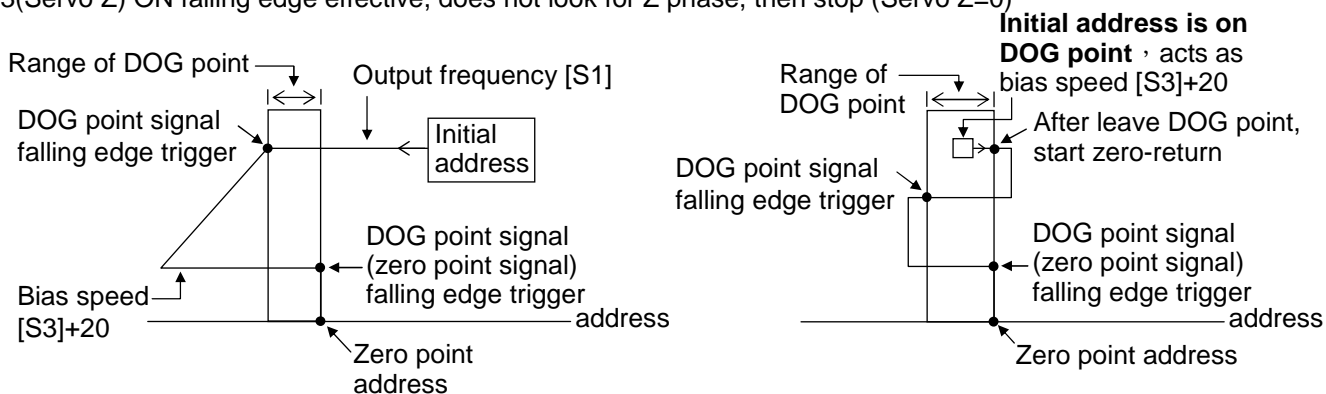 3(Servo Z) ON falling edge effective, does not look for Z phase, then stop (Servo Z=0)
Range of DOG point
Output frequency [S1]
DOG point signal
falling edge trigger
Initial
address
DOG point signal
(zero point signal)
falling edge trigger
Bias speed
[S3]+20
address
Zero point
address
Initial address is on
DOG point，acts as
bias speed [S3]+20
Range of
DOG point
After leave DOG point,
start zero-return
DOG point signal
falling edge trigger
DOG point signal
(zero point signal)
falling edge trigger
address
Zero point address